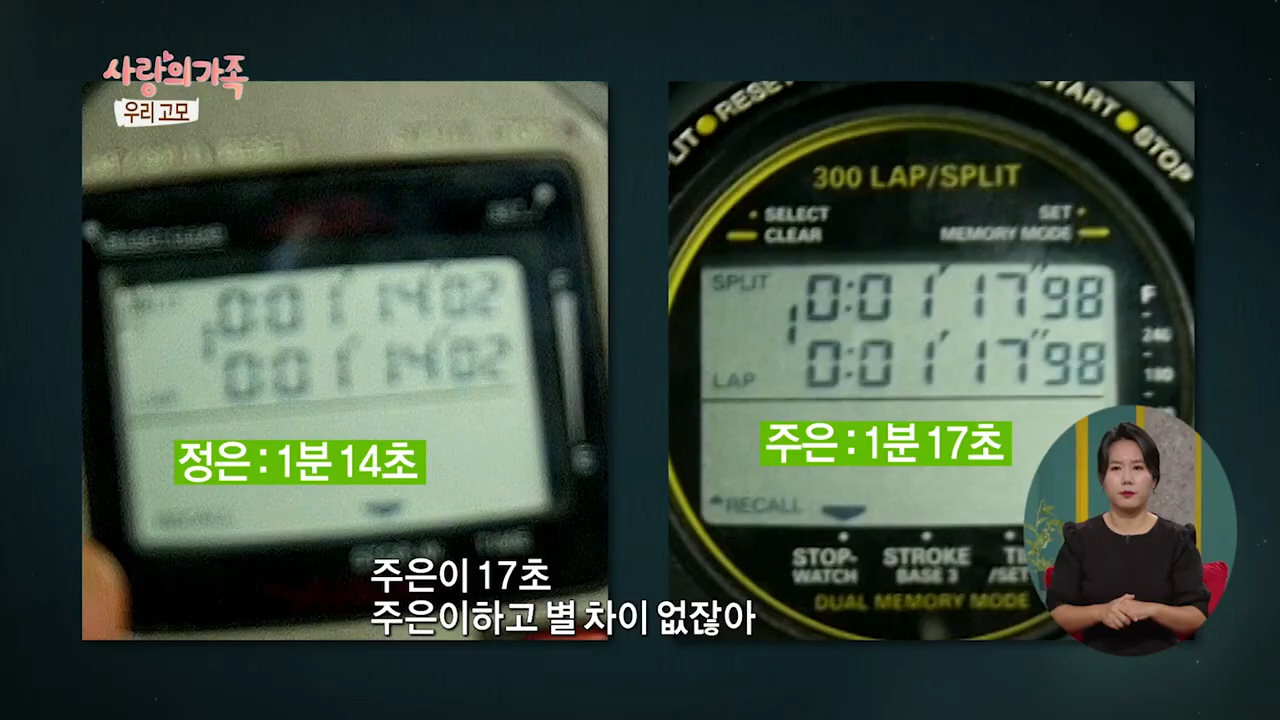 사랑의가족
우리 고모
0:01'14"02
0:01'14"02
정은 : 1분 14초
LIT RESET
START STOP
300 LAP/SPLIT
SELECT
CLEAR
SET
MEMORY MODE
SPLIT
0:01'17"98
1
0:01'17"98
LAP
F
240
180
주은 : 1분 17초
RECALL
STOP-
WATCH
STROKE
BASE 3
/SET
DUAL MEMORY MODE
주은이 17초
주은이하고 별 차이 없잖아